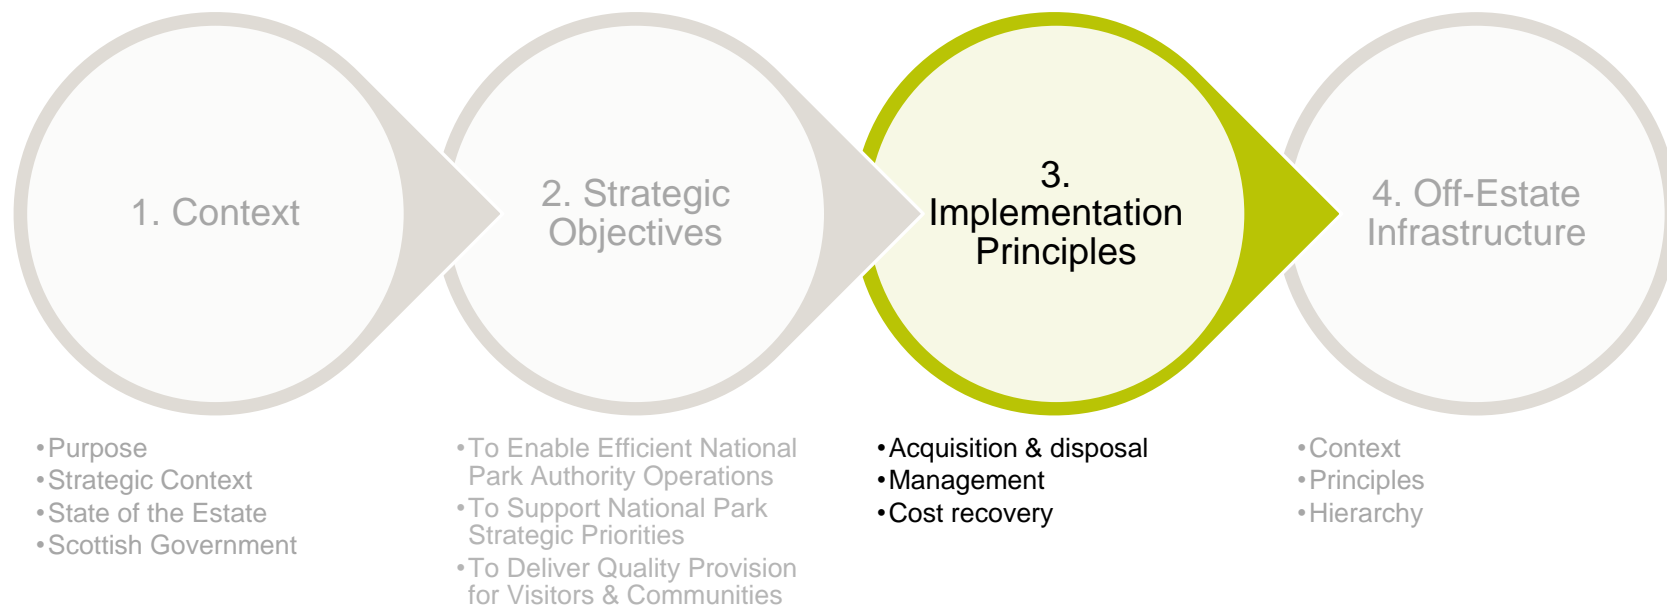 1. Context
2. Strategic
Objectives
3.
Implementation
Principles
4. Off-Estate
Infrastructure
•Purpose
•Strategic Context
•State of the Estate
•Scottish Government
•To Enable Efficient National
Park Authority Operations
•To Support National Park
Strategic Priorities
•To Deliver Quality Provision
for Visitors & Communities
•Acquisition & disposal
•Management
•Cost recovery
•Context
•Principles
•Hierarchy